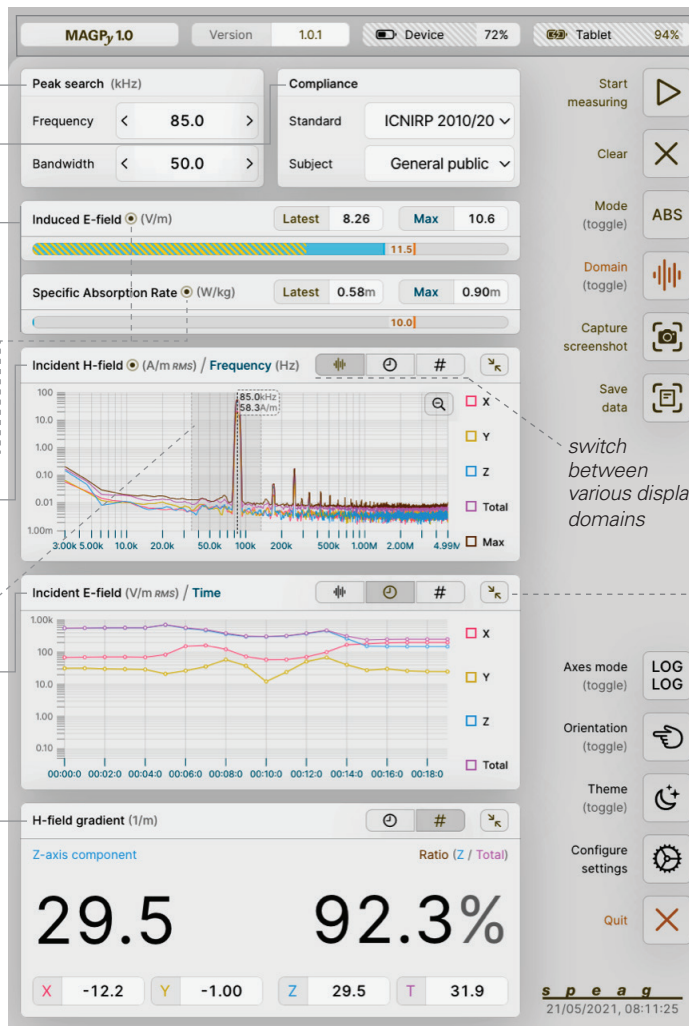 MAGPy 1.0 Version 1.0.1 Device 72% Tablet 94%
Peak search (kHz)
Frequency < 85.0 >
Bandwidth < 50.0 >
Compliance
Standard ICNIRP 2010/20
Subject General public
Induced E-field (V/m) Latest 8.26 Max 10.6
11.5
Specific Absorption Rate (W/kg) Latest 0.58m Max 0.90m
10.0
Incident H-field (A/m RMS) / Frequency (Hz) #
85.0kHz
58.3A/m
100
10.0
1.00
0.10
0.01
1.00m
3.00k 5.00k 10.0k 20.0k 50.0k 100k 200k 500k 1.00M 2.00M 4.99M
X
Y
Z
Total
Max
Incident E-field (V/m RMS) / Time #
1.00k
100
10.0
1.00
0.10
00:00:0 00:02:0 00:04:0 00:06:0 00:08:0 00:10:0 00:12:0 00:14:0 00:16:0 00:18:0
X
Y
Z
Total
H-field gradient (1/m) #
Z-axis component Ratio (Z / Total)
29.5 92.3%
X -12.2 Y -1.00 Z 29.5 T 31.9
Start
measuring
Clear
Mode
(toggle)
ABS
Domain
(toggle)
Capture
screenshot
Save
data
switch
between
various displa
domains
Axes mode
(toggle)
LOG
LOG
Orientation
(toggle)
Theme
(toggle)
Configure
settings
Quit
speag
21/05/2021, 08:11:25